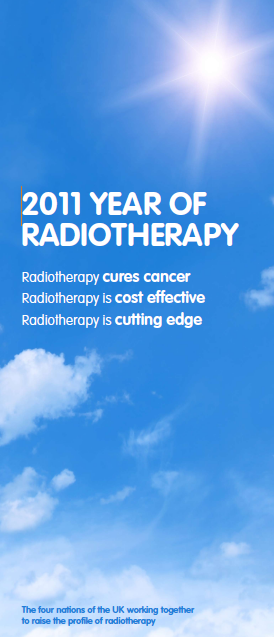 2011 YEAR OF
RADIOTHERAPY
Radiotherapy cures cancer
Radiotherapy is cost effective
Radiotherapy is cutting edge
The four nations of the UK working together
to raise the profile of radiotherapy